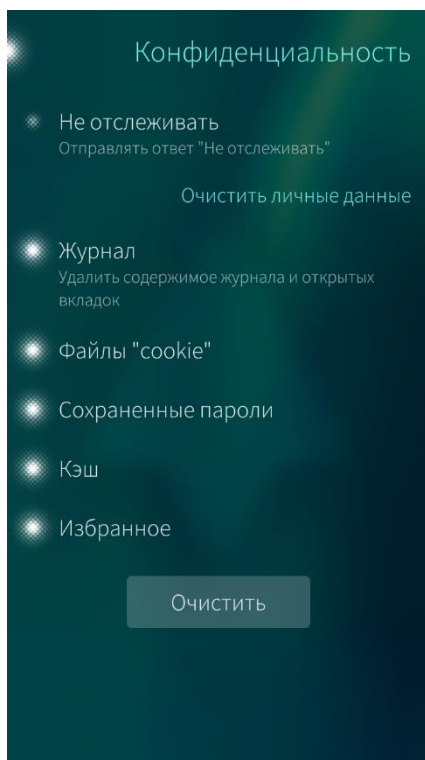 Конфиденциальность
Не отслеживать
Отправлять ответ "Не отслеживать"
Очистить личные данные
Журнал
Удалить содержимое журнала и открытых
вкладок
Файлы "cookie"
Сохраненные пароли
Кэш
Избранное
Очистить